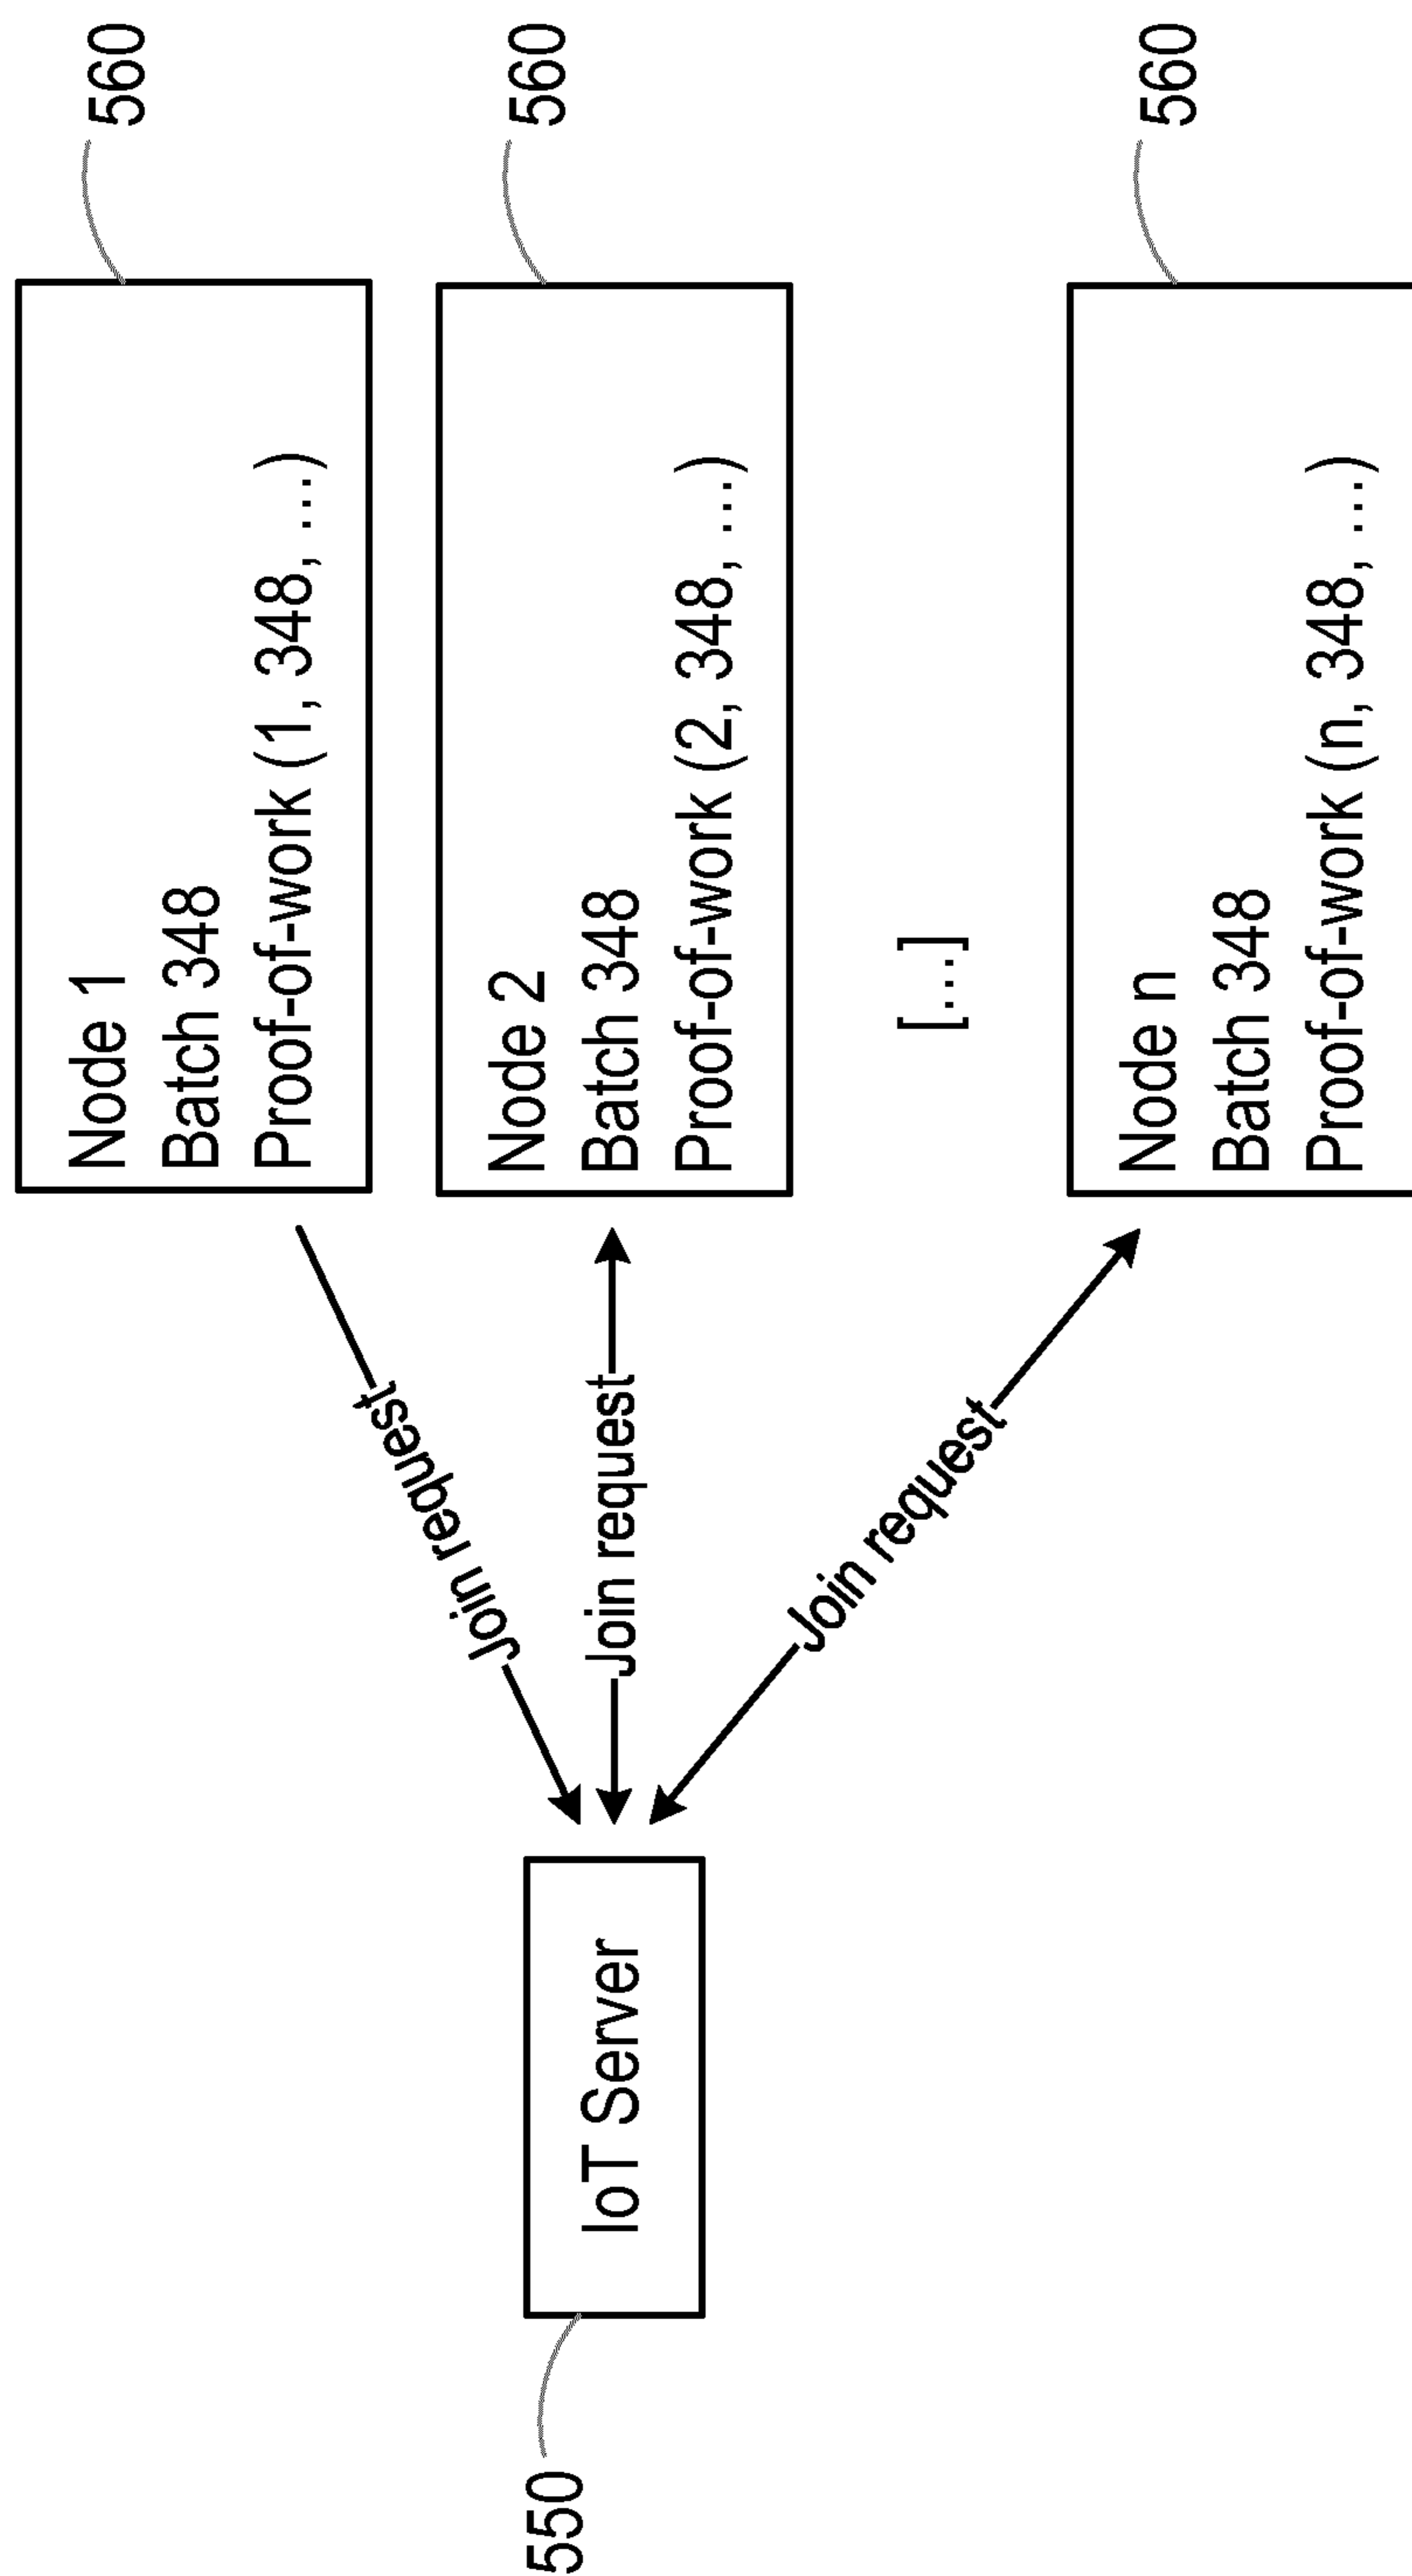 560
Node 1
Batch 348
Proof-of-work (1, 348, ...)
Join request
560
Node 2
Batch 348
Proof-of-work (2, 348, ...)
Join request
550
IoT Server
[...]
Join request
560
Node n
Batch 348
Proof-of-work (n, 348, ...)